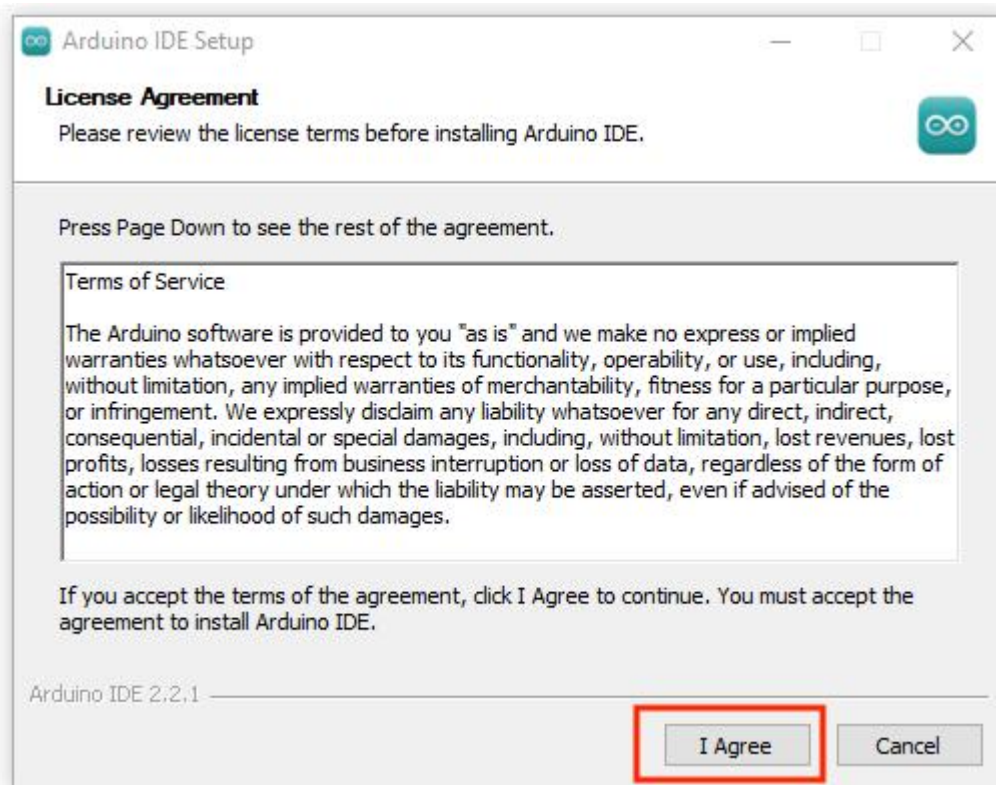 Arduino IDE Setup
License Agreement
Please review the license terms before installing Arduino IDE.
Press Page Down to see the rest of the agreement.
Terms of Service
The Arduino software is provided to you "as is" and we make no express or implied
warranties whatsoever with respect to its functionality, operability, or use, including,
without limitation, any implied warranties of merchantability, fitness for a particular purpose,
or infringement. We expressly disclaim any liability whatsoever for any direct, indirect,
consequential, incidental or special damages, including, without limitation, lost revenues, lost
profits, losses resulting from business interruption or loss of data, regardless of the form of
action or legal theory under which the liability may be asserted, even if advised of the
possibility or likelihood of such damages.
If you accept the terms of the agreement, click I Agree to continue. You must accept the
agreement to install Arduino IDE.
Arduino IDE 2.2.1
I Agree
Cancel